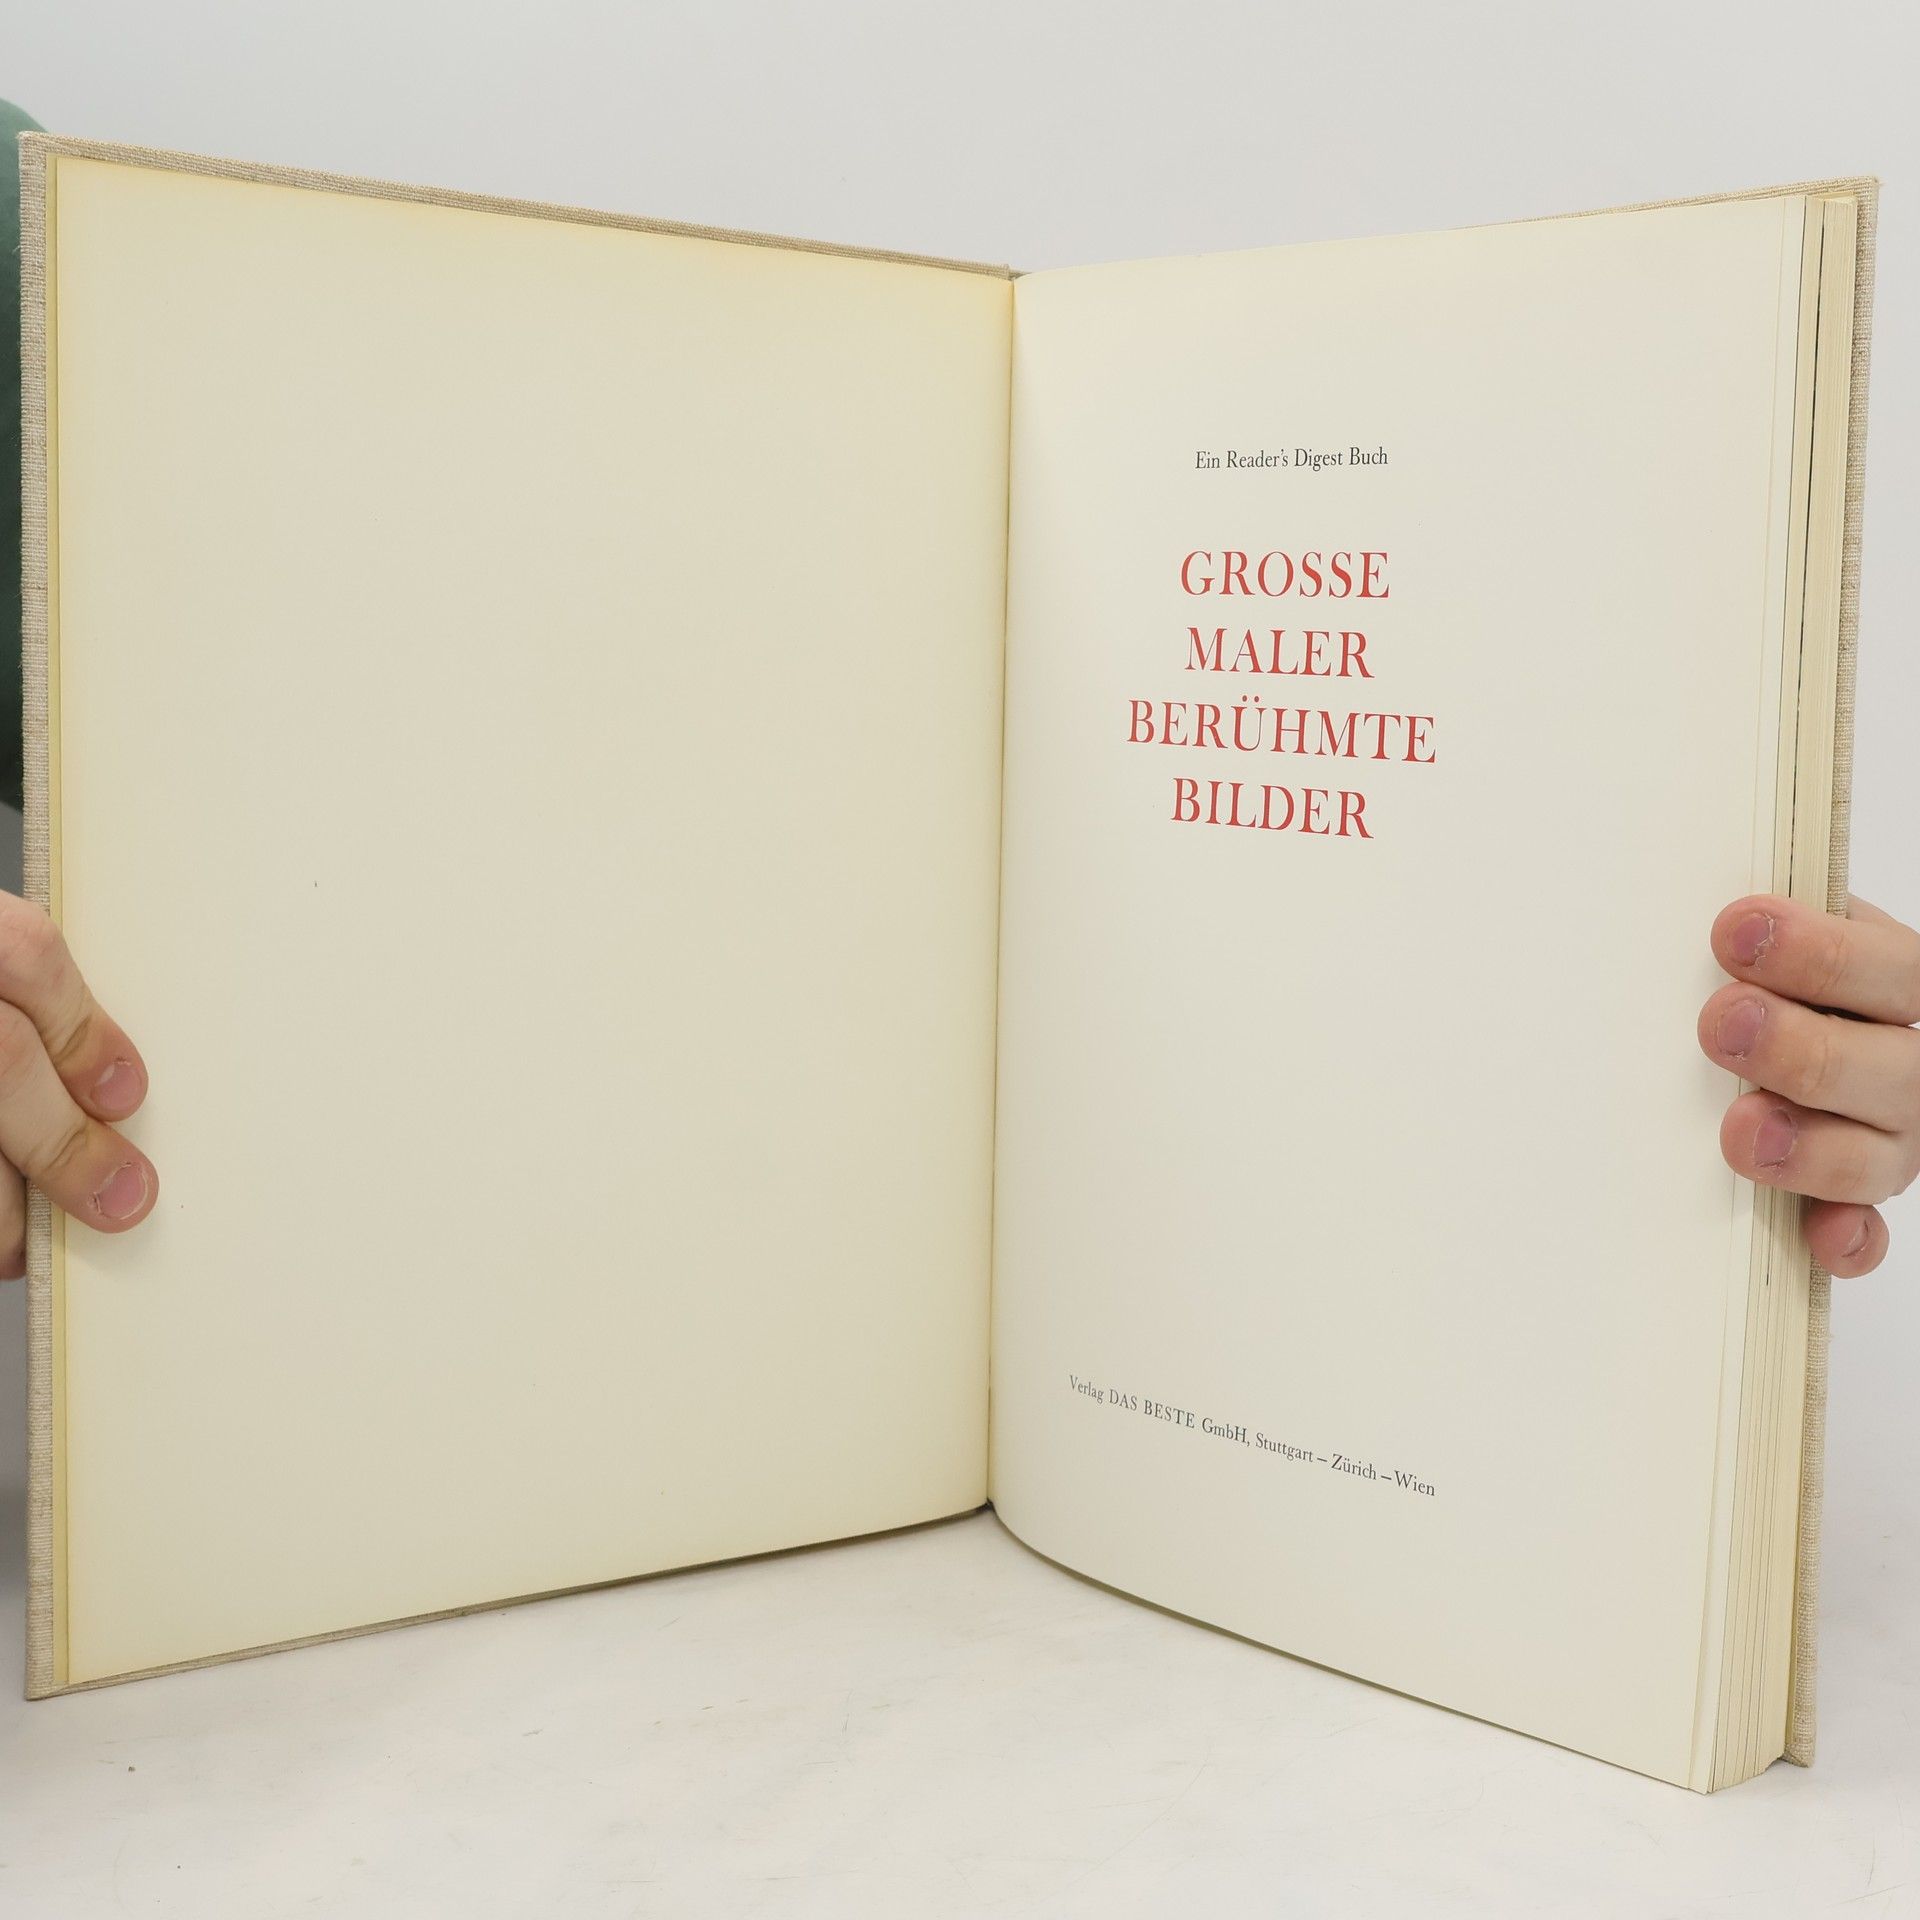 Ein Reader's Digest Buch
GROSSE
MALER
BERÜHMTE
BILDER
Verlag DAS BESTE GmbH, Stuttgart – Zürich – Wien